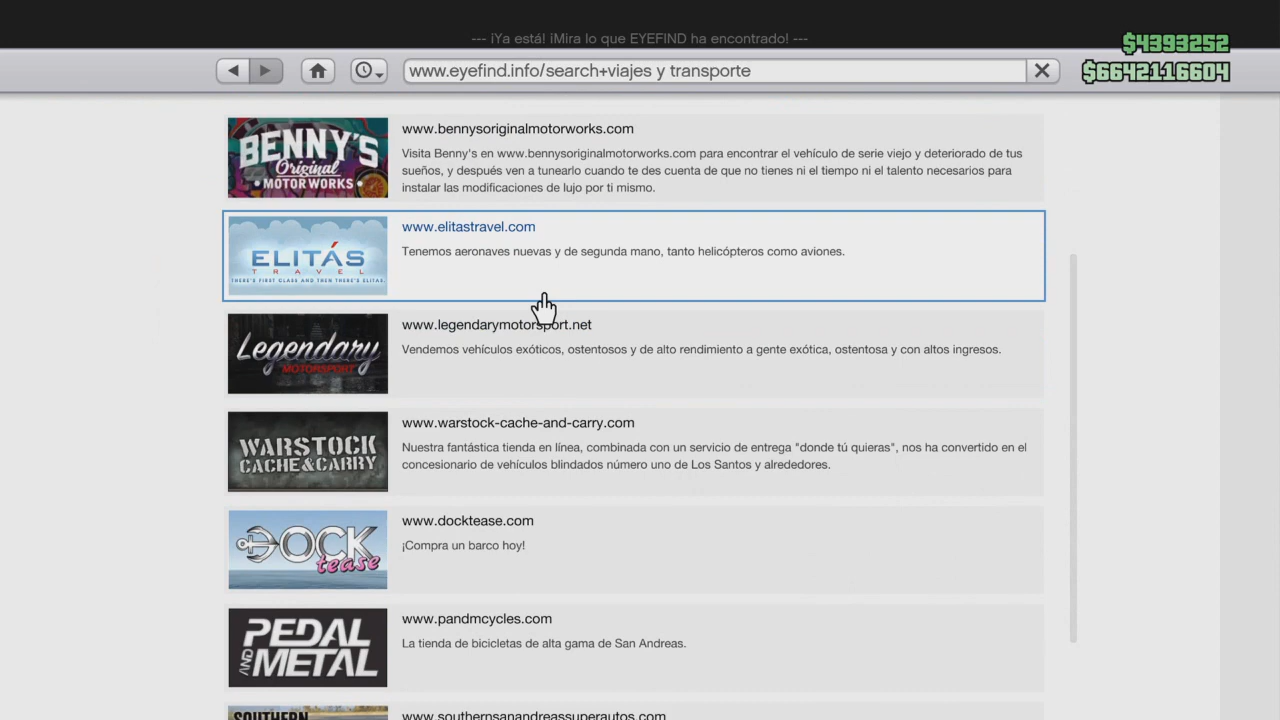 --- ¡Ya está! ¡Mira lo que EYEFIND ha encontrado! ---
$4393252
www.eyefind.info/search+viajes y transporte
$6642116604
BENNY'S
Original
MOTOR WORKS
www.bennysoriginalmotorworks.com
Visita Benny's en www.bennysoriginalmotorworks.com para encontrar el vehículo de serie viejo y deteriorado de tus
sueños, y después ven a tunearlo cuando te des cuenta de que no tienes ni el tiempo ni el talento necesarios para
instalar las modificaciones de lujo por ti mismo.
ELITÁS
TRAVEL
THERE'S FIRST CLASS AND THEN THERE'S ELITAS.
www.elitastravel.com
Tenemos aeronaves nuevas y de segunda mano, tanto helicópteros como aviones.
Legendary
MOTORSPORT
www.legendarymotorsport.net
Vendemos vehículos exóticos, ostentosos y de alto rendimiento a gente exótica, ostentosa y con altos ingresos.
WARSTOCK
CACHE&CARRY
www.warstock-cache-and-carry.com
Nuestra fantástica tienda en línea, combinada con un servicio de entrega "donde tú quieras", nos ha convertido en el
concesionario de vehículos blindados número uno de Los Santos y alrededores.
DOCK
tease
www.docktease.com
¡Compra un barco hoy!
PEDAL
AND METAL
www.pandmcycles.com
La tienda de bicicletas de alta gama de San Andreas.
SOUTHERN
www.southernsanandreassuperautos.com